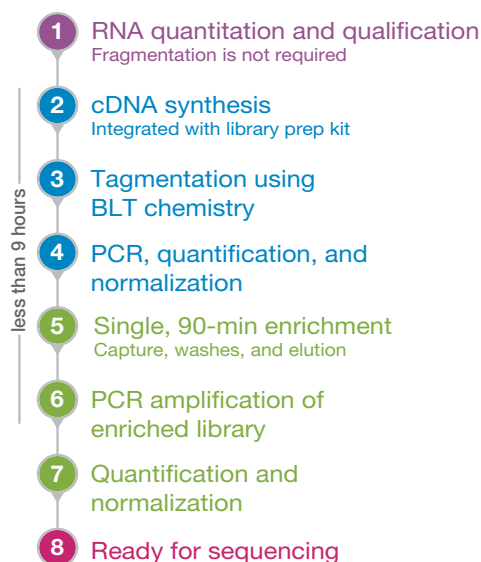 1 RNA quantitation and qualification
Fragmentation is not required
less than 9 hours
2 cDNA synthesis
Integrated with library prep kit
3 Tagmentation using
BLT chemistry
4 PCR, quantification, and
normalization
5 Single, 90-min enrichment
Capture, washes, and elution
6 PCR amplification of
enriched library
7 Quantification and
normalization
8 Ready for sequencing